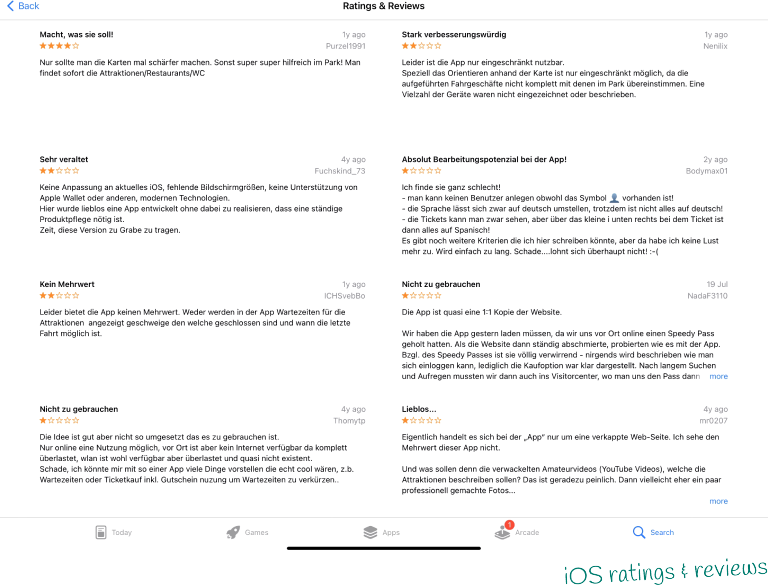 Back
Ratings & Reviews
Macht, was sie soll!
1y ago
Purzel1991
Nur sollte man die Karten mal schärfer machen. Sonst super super hilfreich im Park! Man
findet sofort die Attraktionen/Restaurants/WC
Stark verbesserungswürdig
1y ago
Nenilix
Leider ist die App nur eingeschränkt nutzbar.
Speziell das Orientieren anhand der Karte ist nur eingeschränkt möglich, da die
aufgeführten Fahrgeschäfte nicht komplett mit denen im Park übereinstimmen. Eine
Vielzahl der Geräte waren nicht eingezeichnet oder beschrieben.
Sehr veraltet
4y ago
Fuchskind_73
Keine Anpassung an aktuelles iOS, fehlende Bildschirmgrößen, keine Unterstützung von
Apple Wallet oder anderen, modernen Technologien.
Hier wurde lieblos eine App entwickelt ohne dabei zu realisieren, dass eine ständige
Produktpflege nötig ist.
Zeit, diese Version zu Grabe zu tragen.
Absolut Bearbeitungspotenzial bei der App!
2y ago
Bodymax01
Ich finde sie ganz schlecht!
- man kann keinen Benutzer anlegen obwohl das Symbol 👤 vorhanden ist!
- die Sprache lässt sich zwar auf deutsch umstellen, trotzdem ist nicht alles auf deutsch!
- die Tickets kann man zwar sehen, aber über das kleine i unten rechts bei dem Ticket ist
dann alles auf Spanisch!
Es gibt noch weitere Kriterien die ich hier schreiben könnte, aber da habe ich keine Lust
mehr zu. Wird einfach zu lang. Schade....lohnt sich überhaupt nicht! :-(
Kein Mehrwert
1y ago
ICHSvebBo
Leider bietet die App keinen Mehrwert. Weder werden in der App Wartezeiten für die
Attraktionen angezeigt geschweige den welche geschlossen sind und wann die letzte
Fahrt möglich ist.
Nicht zu gebrauchen
19 Jul
NadaF3110
Die App ist quasi eine 1:1 Kopie der Website.
Wir haben die App gestern laden müssen, da wir uns vor Ort online einen Speedy Pass
geholt hatten. Als die Website dann ständig abschmierte, probierten wie es mit der App.
Bzgl. des Speedy Passes ist sie völlig verwirrend - nirgends wird beschrieben wie man
sich einloggen kann, lediglich die Kaufoption war klar dargestellt. Nach langem Suchen
und Aufregen mussten wir dann auch ins Visitorcenter, wo man uns den Pass dann more
Nicht zu gebrauchen
4y ago
Thomytp
Die Idee ist gut aber nicht so umgesetzt das es zu gebrauchen ist.
Nur online eine Nutzung möglich, vor Ort ist aber kein Internet verfügbar da komplett
überlastet, wlan ist wohl verfügbar aber überlastet und quasi nicht existent.
Schade, ich könnte mir mit so einer App viele Dinge vorstellen die echt cool wären, z.b.
Wartezeiten oder Ticketkauf inkl. Gutschein nuzung um Wartezeiten zu verkürzen..
Lieblos...
4y ago
mr0207
Eigentlich handelt es sich bei der „App“ nur um eine verkappte Web-Seite. Ich sehe den
Mehrwert dieser App nicht.
Und was sollen denn die verwackelten Amateurvideos (YouTube Videos), welche die
Attraktionen beschreiben sollen? Das ist geradezu peinlich. Dann vielleicht eher ein paar
professionell gemachte Fotos...
more
Today
Games
Apps
1
Arcade
Search
iOS ratings & reviews